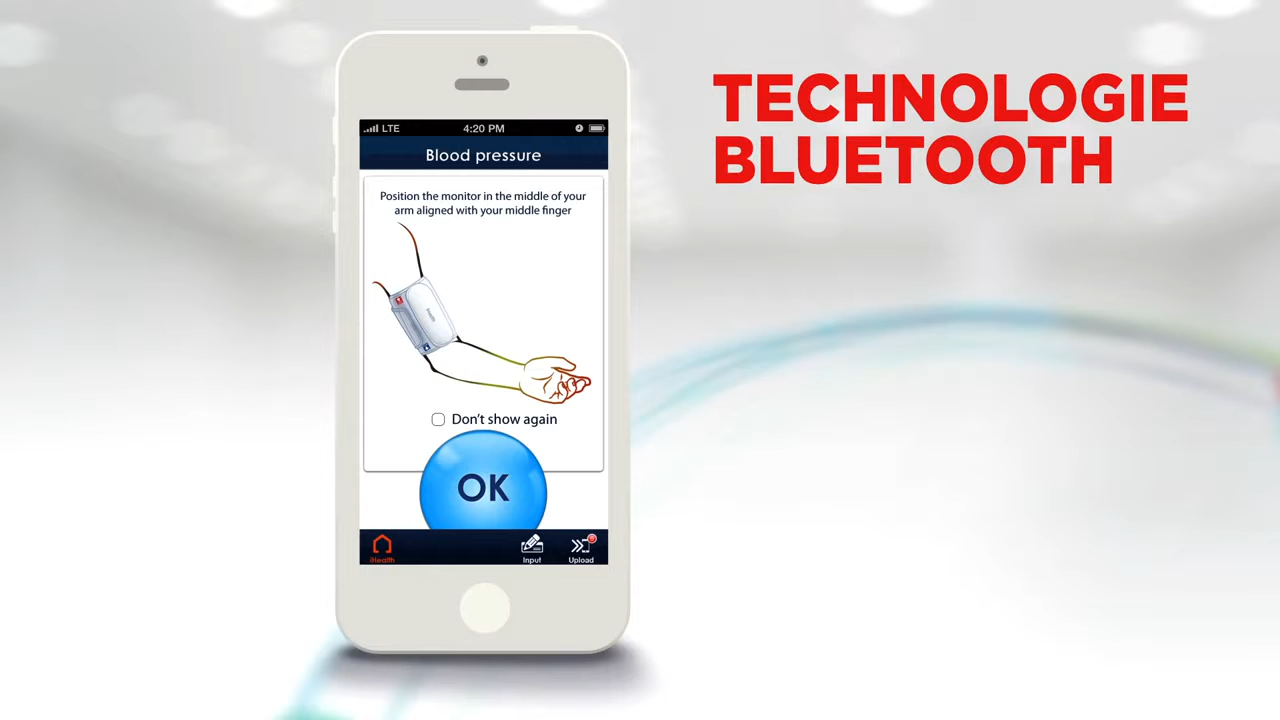 TECHNOLOGIE
BLUETOOTH
LTE
4:20 PM
Blood pressure
Position the monitor in the middle of your
arm aligned with your middle finger
Don't show again
OK
iHealth
Input
Upload